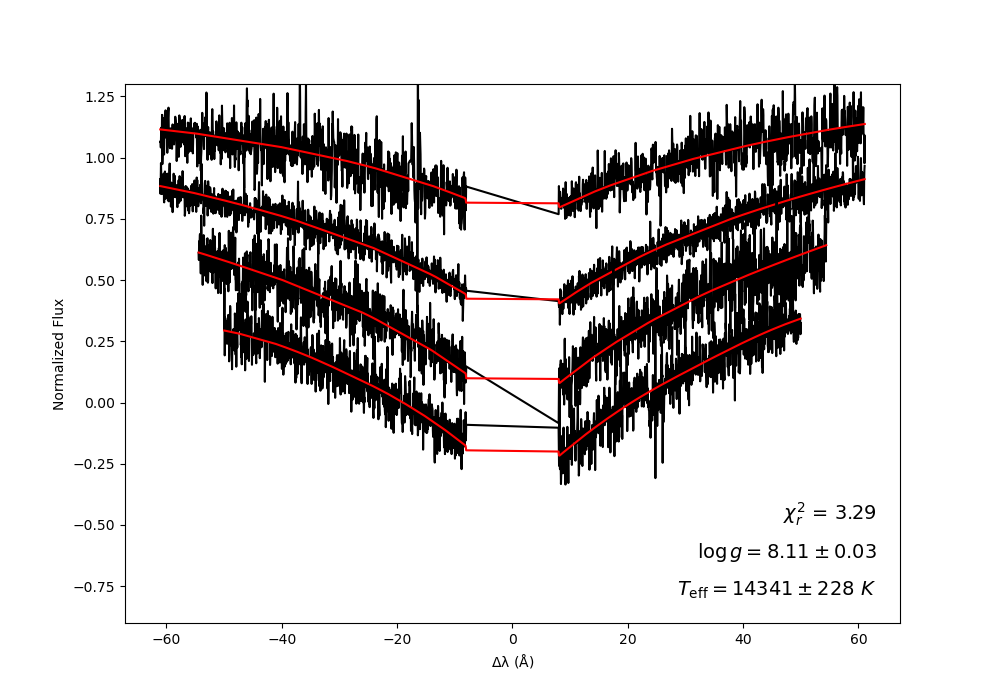 1.25
1.00
0.75
0.50
0.25
0.00
−0.25
−0.50
−0.75
Normalized Flux
χ²ᵣ = 3.29
log g = 8.11 ± 0.03
T_eff = 14341 ± 228 K
−60 −40 −20 0 20 40 60
Δλ (Å)